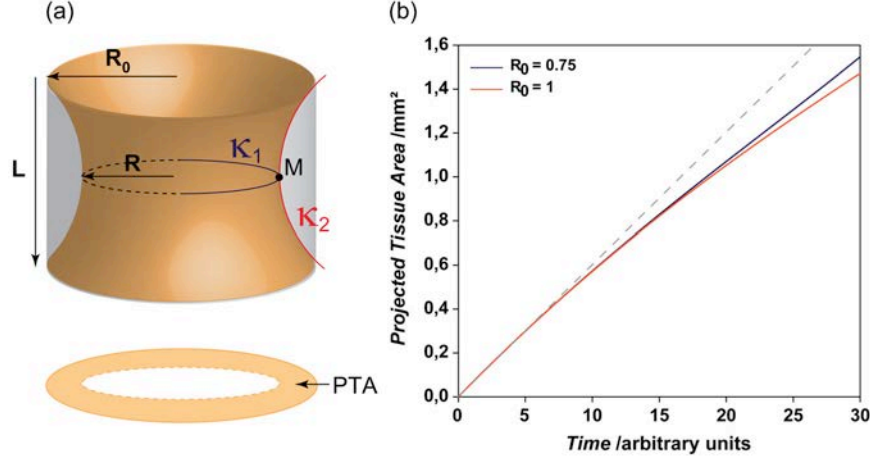 (a)
R₀
L
R
κ₁
M
κ₂
PTA
(b)
Projected Tissue Area /mm²
1,6
1,4
1,2
1,0
0,8
0,6
0,4
0,2
0,0
R₀ = 0.75
R₀ = 1
0 5 10 15 20 25 30
Time /arbitrary units